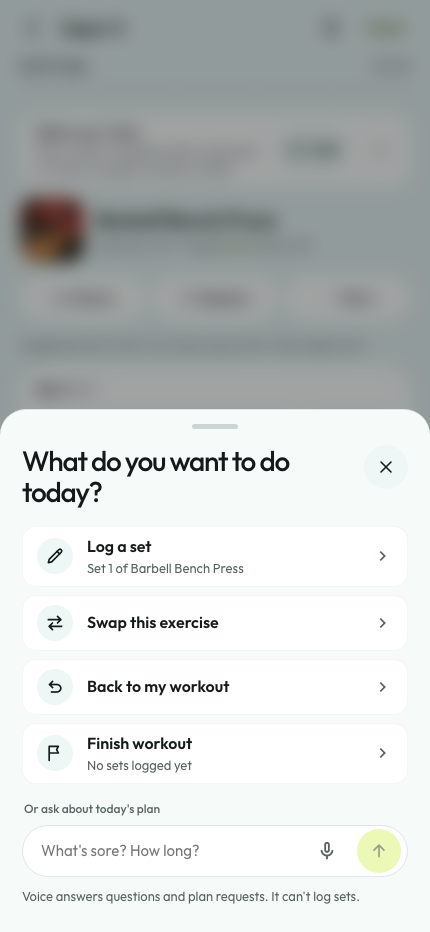 What do you want to do
today?
Log a set
Set 1 of Barbell Bench Press
Swap this exercise
Back to my workout
Finish workout
No sets logged yet
Or ask about today's plan
What's sore? How long?
Voice answers questions and plan requests. It can't log sets.